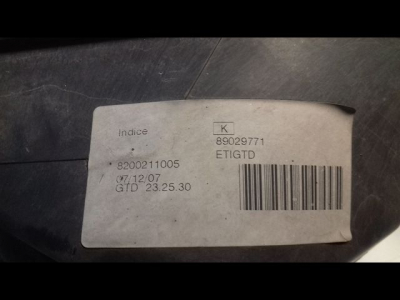 Indice K
89029771
8200211005 ETIGTD
07/12/07
GTD 23.25.30